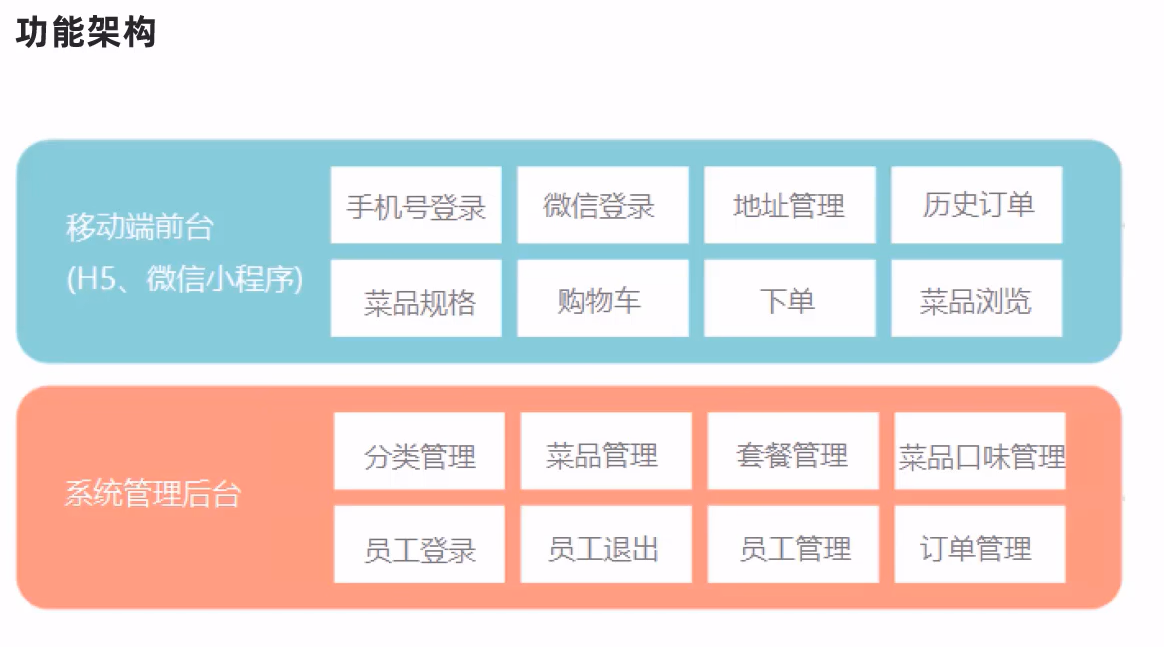 功能架构
移动端前台
(H5、微信小程序)
手机号登录
微信登录
地址管理
历史订单
菜品规格
购物车
下单
菜品浏览
系统管理后台
分类管理
菜品管理
套餐管理
菜品口味管理
员工登录
员工退出
员工管理
订单管理